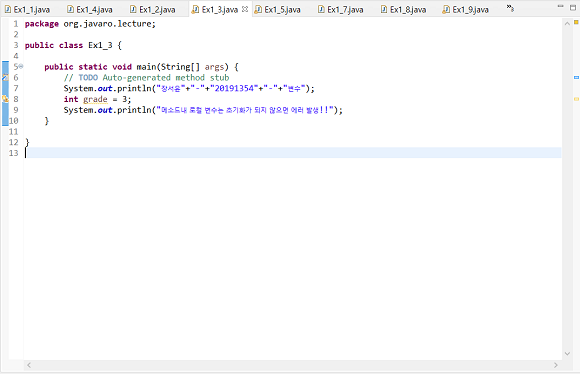 Ex1_1.java Ex1_4.java Ex1_2.java Ex1_3.java Ex1_5.java Ex1_7.java Ex1_8.java Ex1_9.java »3
1 package org.javaro.lecture;
2
3 public class Ex1_3 {
4
5 public static void main(String[] args) {
6 // TODO Auto-generated method stub
7 System.out.println("장서윤"+"-"+"20191354"+"-"+"변수");
8 int grade = 3;
9 System.out.println("메소드내 로컬 변수는 초기화가 되지 않으면 에러 발생!!");
10 }
11
12 }
13